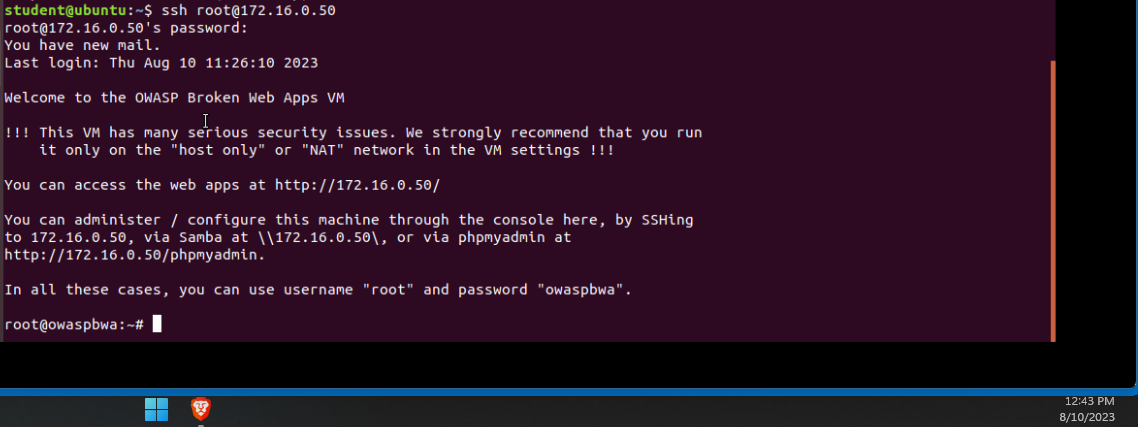 student@ubuntu:~$ ssh root@172.16.0.50
root@172.16.0.50's password:
You have new mail.
Last login: Thu Aug 10 11:26:10 2023
Welcome to the OWASP Broken Web Apps VM
!!! This VM has many serious security issues. We strongly recommend that you run
it only on the "host only" or "NAT" network in the VM settings !!!
You can access the web apps at http://172.16.0.50/
You can administer / configure this machine through the console here, by SSHing
to 172.16.0.50, via Samba at \\172.16.0.50\, or via phpmyadmin at
http://172.16.0.50/phpmyadmin.
In all these cases, you can use username "root" and password "owaspbwa".
root@owaspbwa:~#
12:43 PM
8/10/2023